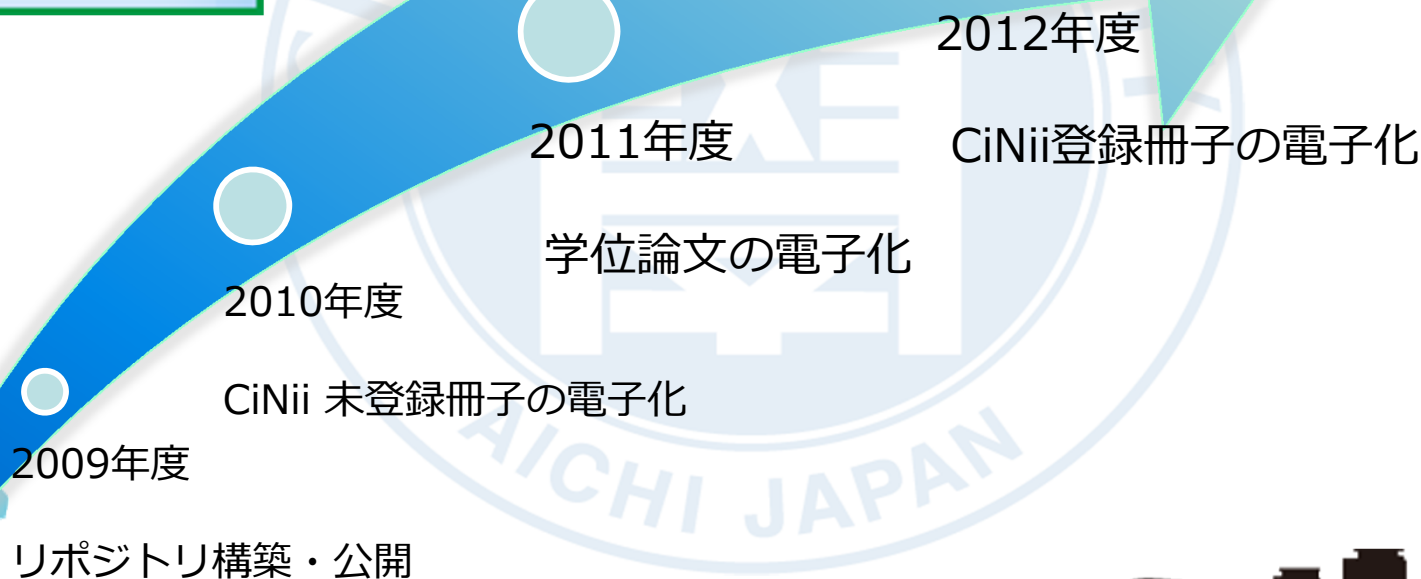 2012年度
CiNii登録冊子の電子化
2011年度
学位論文の電子化
2010年度
CiNii 未登録冊子の電子化
2009年度
リポジトリ構築・公開
AICHI JAPAN